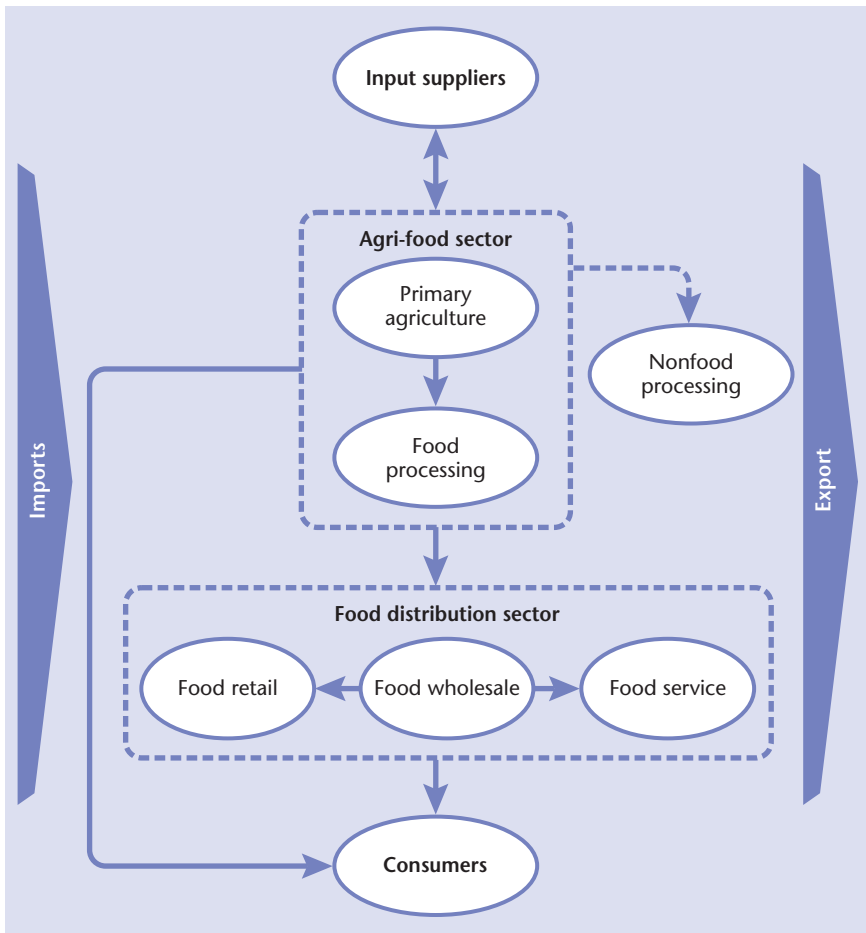 Input suppliers
Agri-food sector
Primary
agriculture
Nonfood
processing
Food
processing
Imports
Export
Food distribution sector
Food retail
Food wholesale
Food service
Consumers